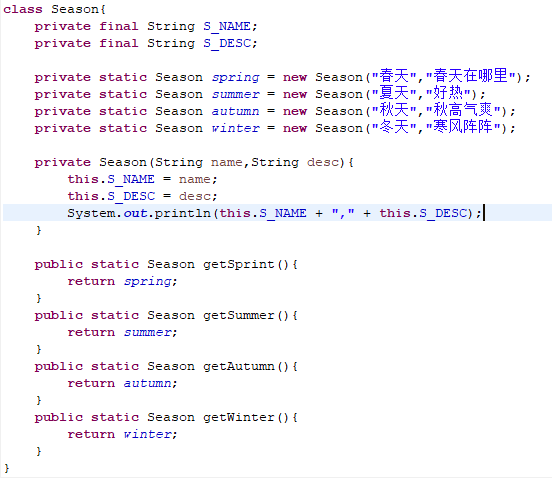 class Season{
    private final String S_NAME;
    private final String S_DESC;
    private static Season spring = new Season("春天","春天在哪里");
    private static Season summer = new Season("夏天","好热");
    private static Season autumn = new Season("秋天","秋高气爽");
    private static Season winter = new Season("冬天","寒风阵阵");
    private Season(String name,String desc){
        this.S_NAME = name;
        this.S_DESC = desc;
        System.out.println(this.S_NAME + "," + this.S_DESC);
    }
    public static Season getSprint(){
        return spring;
    }
    public static Season getSummer(){
        return summer;
    }
    public static Season getAutumn(){
        return autumn;
    }
    public static Season getWinter(){
        return winter;
    }
}